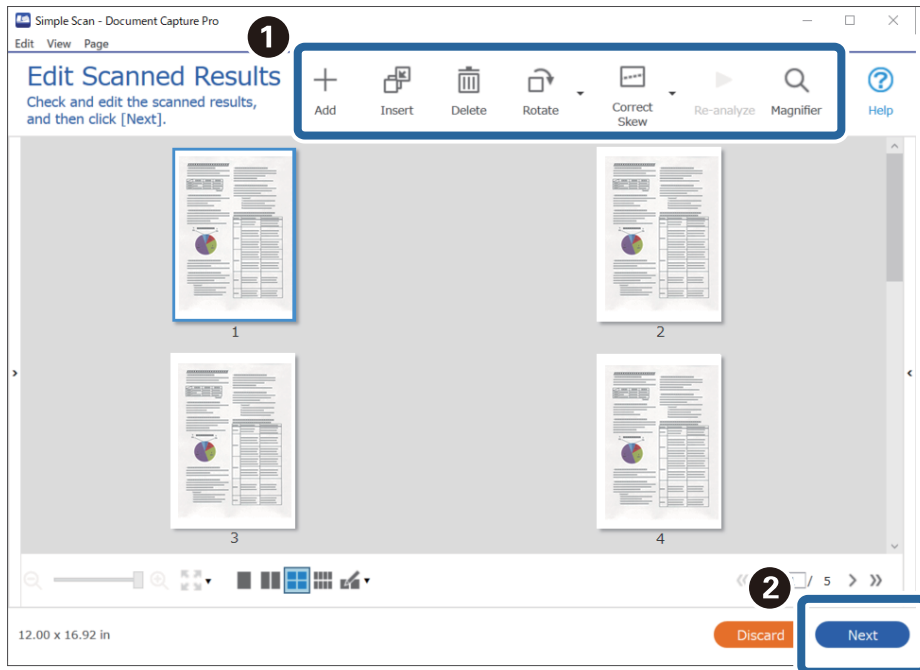 Simple Scan - Document Capture Pro
Edit View Page
1
Edit Scanned Results
Check and edit the scanned results,
and then click [Next].
Add
Insert
Delete
Rotate
Correct
Skew
Re-analyze
Magnifier
Help
1
2
3
4
/ 5
2
12.00 x 16.92 in
Discard
Next